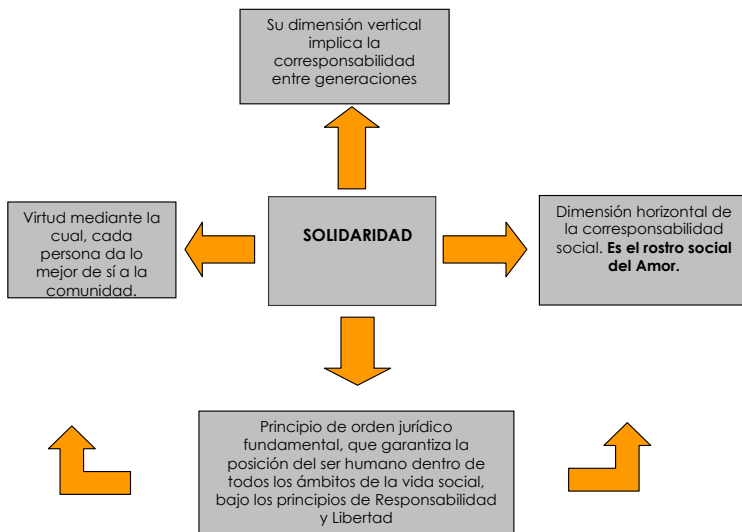 Su dimensión vertical
implica la
corresponsabilidad
entre generaciones
Virtud mediante la
cual, cada
persona da lo
mejor de sí a la
comunidad.
SOLIDARIDAD
Dimensión horizontal de
la corresponsabilidad
social. Es el rostro social
del Amor.
Principio de orden jurídico
fundamental, que garantiza la
posición del ser humano dentro de
todos los ámbitos de la vida social,
bajo los principios de Responsabilidad
y Libertad